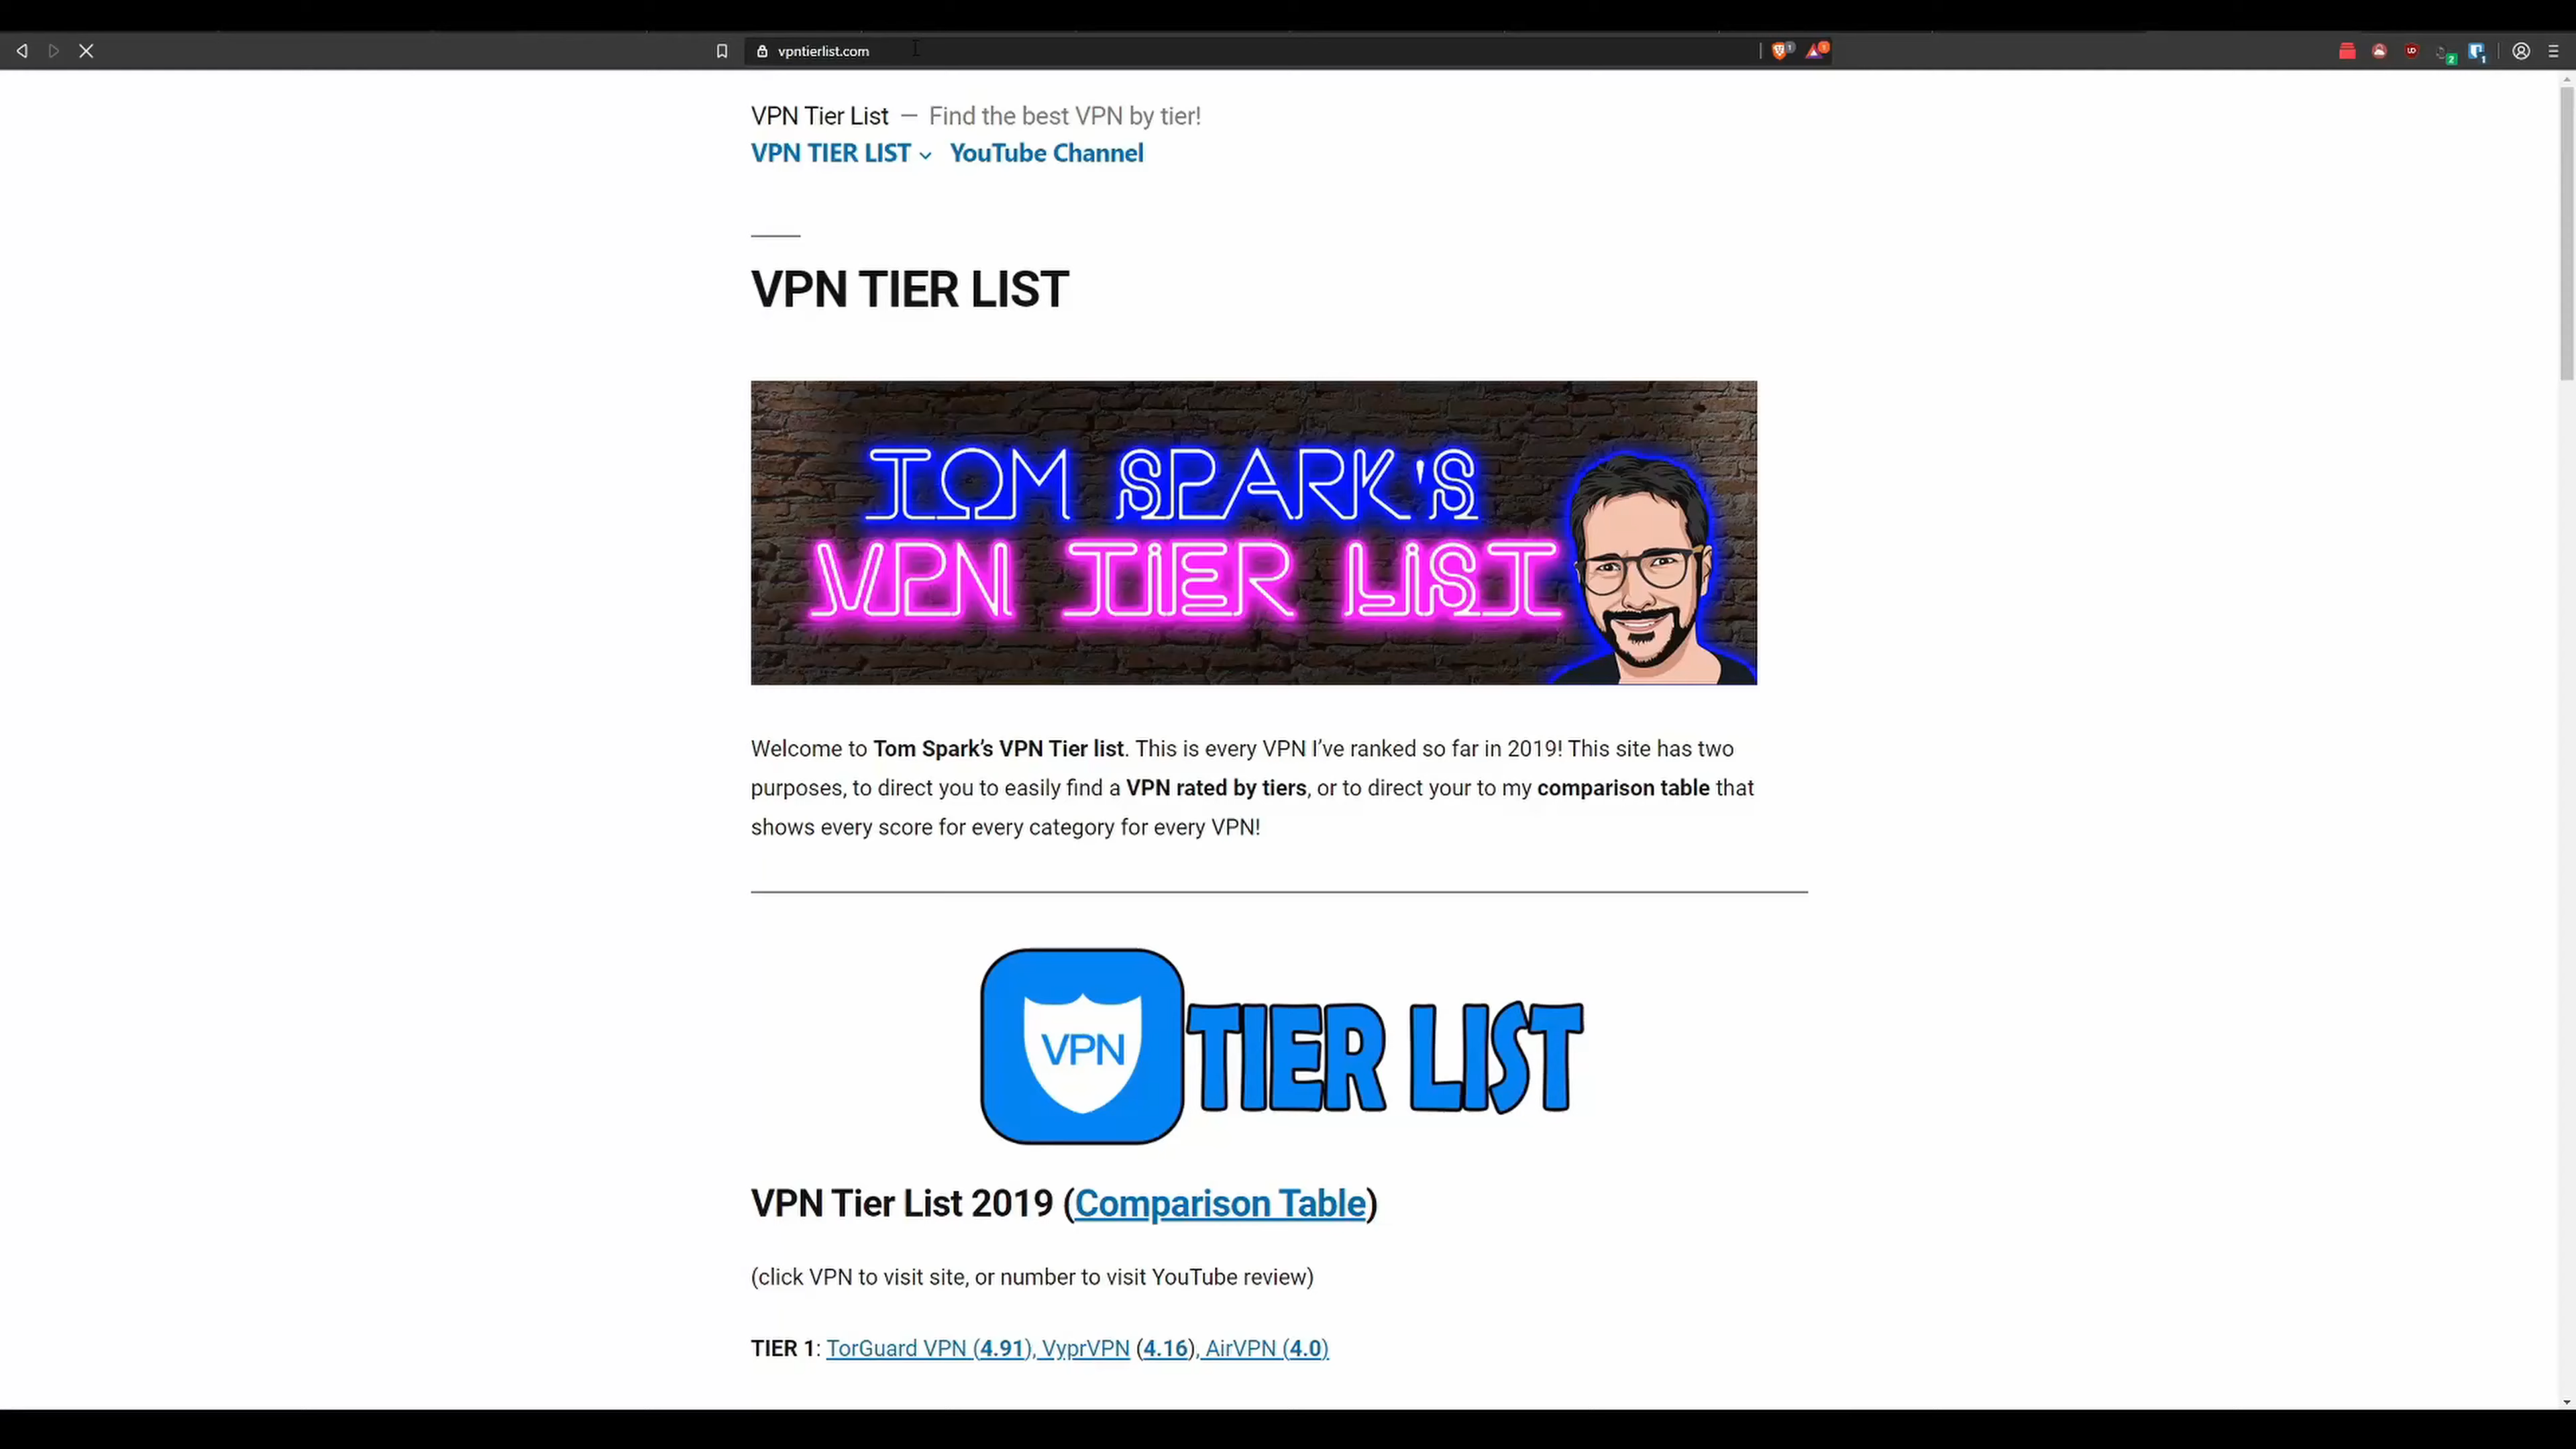 vpntierlist.com
VPN Tier List — Find the best VPN by tier!
VPN TIER LIST YouTube Channel
VPN TIER LIST
TOM SPARK'S
VPN TIER LIST
Welcome to Tom Spark’s VPN Tier list. This is every VPN I’ve ranked so far in 2019! This site has two
purposes, to direct you to easily find a VPN rated by tiers, or to direct your to my comparison table that
shows every score for every category for every VPN!
VPN TIER LIST
VPN Tier List 2019 (Comparison Table)
(click VPN to visit site, or number to visit YouTube review)
TIER 1: TorGuard VPN (4.91), VyprVPN (4.16), AirVPN (4.0)